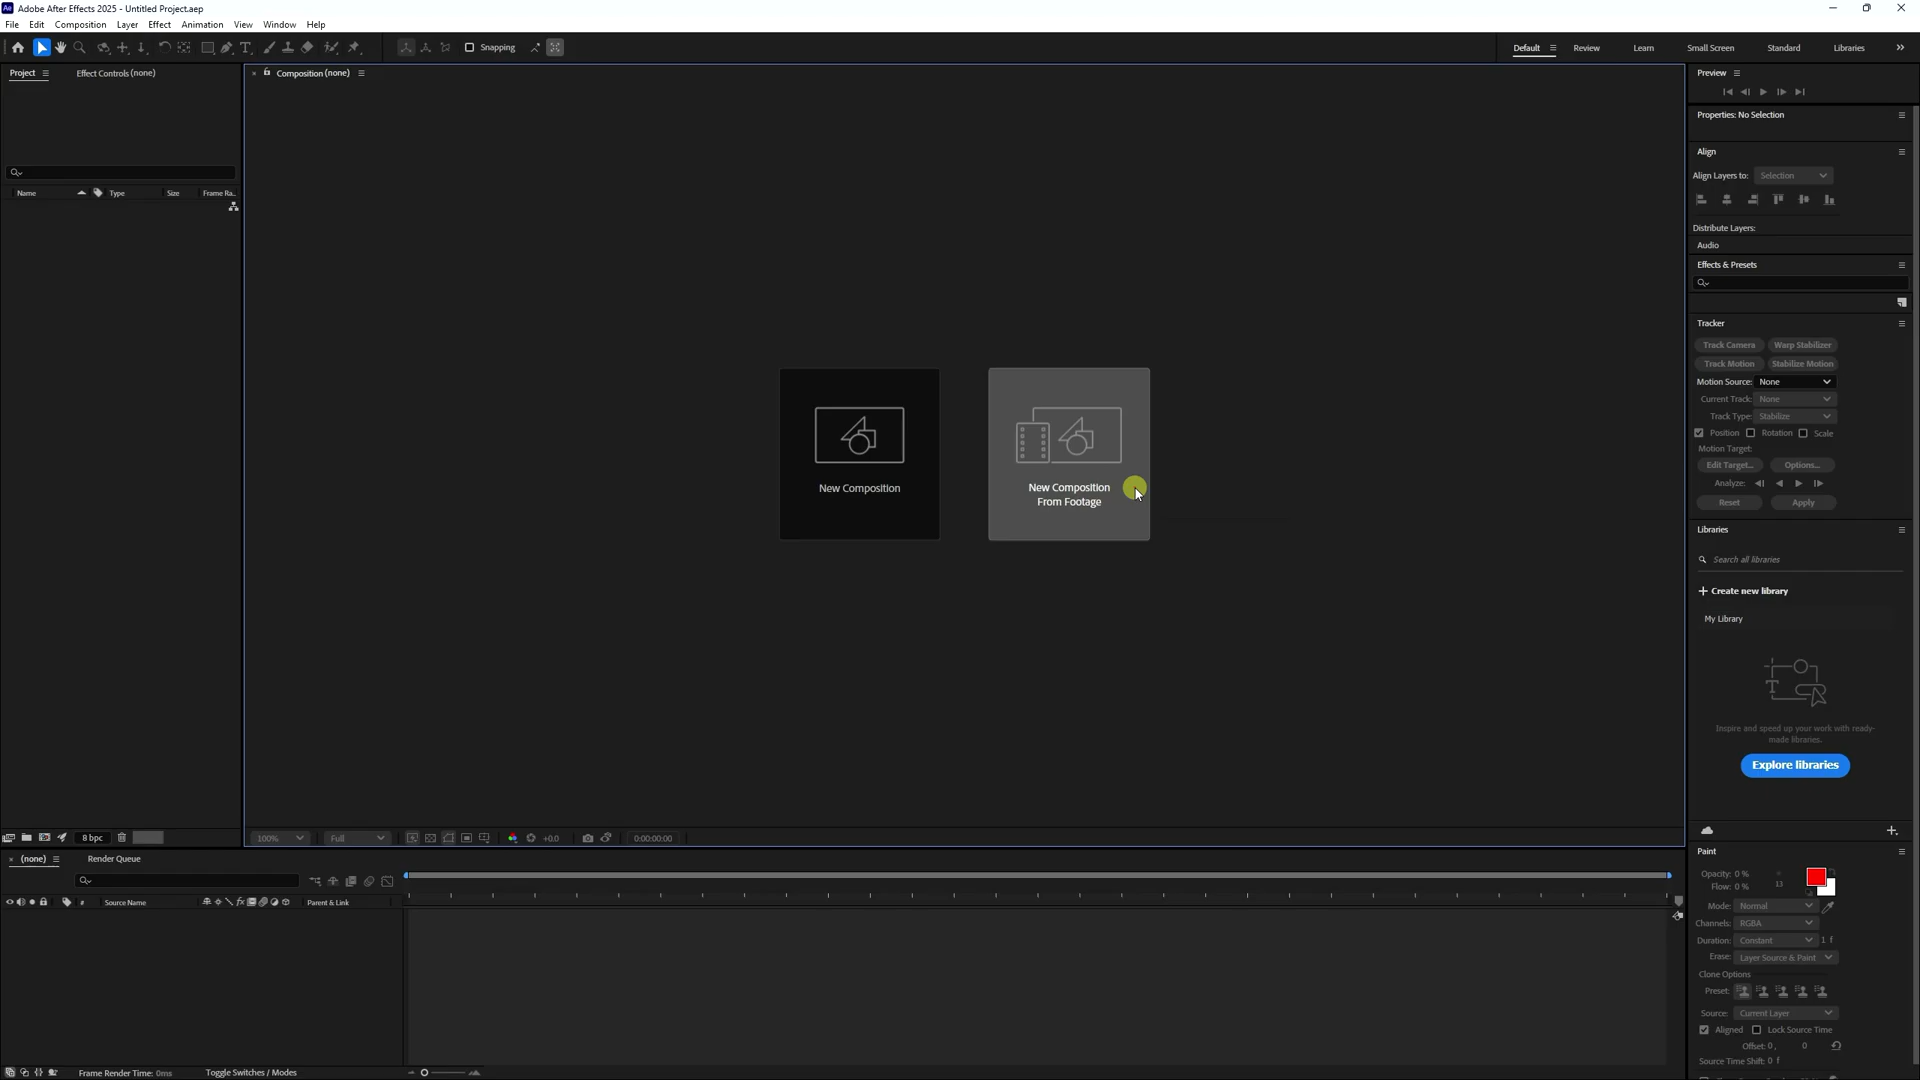 Adobe After Effects 2025 - Untitled Project.aep
File Edit Composition Layer Effect Animation View Window Help
Snapping
Default Review Learn Small Screen Standard Libraries
Project Effect Controls (none)
Composition (none)
Preview
Properties: No Selection
Align
Align Layers to: Selection
Name Type Size Frame Ra..
Distribute Layers:
Audio
Effects & Presets
Tracker
Track Camera Warp Stabilizer
Track Motion Stabilize Motion
Motion Source: None
Current Track: None
Track Type: Stabilize
Position Rotation Scale
Motion Target:
Edit Target... Options...
Analyze:
Reset Apply
New Composition
New Composition
From Footage
Libraries
Search all libraries
Create new library
My Library
Inspire and speed up your work with ready-
made libraries.
Explore libraries
8 bpc
100% Full +0.0 0:00:00:00
(none) Render Queue
# Source Name Parent & Link
Paint
Opacity: 0 %
Flow: 0 % 13
Mode: Normal
Channels: RGBA
Duration: Constant 1 f
Erase: Layer Source & Paint
Clone Options
Preset:
Source: Current Layer
Aligned Lock Source Time
Offset: 0, 0
Source Time Shift: 0 f
Frame Render Time: 0ms Toggle Switches / Modes